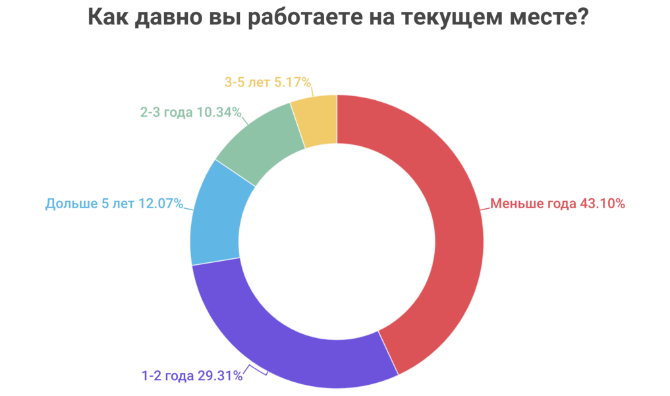 Как давно вы работаете на текущем месте?
3-5 лет 5.17%
2-3 года 10.34%
Дольше 5 лет 12.07%
Меньше года 43.10%
1-2 года 29.31%